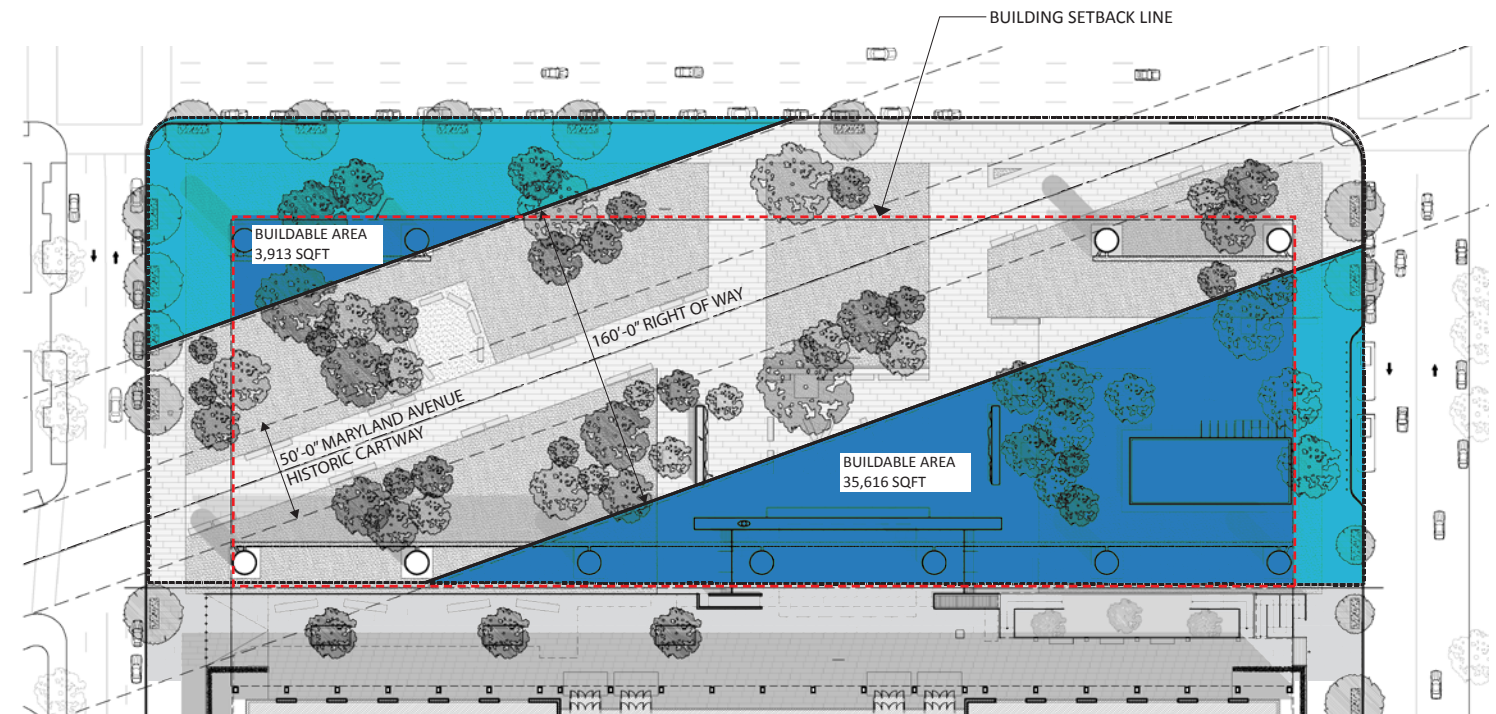 BUILDING SETBACK LINE
BUILDABLE AREA
3,913 SQFT
160'-0" RIGHT OF WAY
50'-0" MARYLAND AVENUE
HISTORIC CARTWAY
BUILDABLE AREA
35,616 SQFT